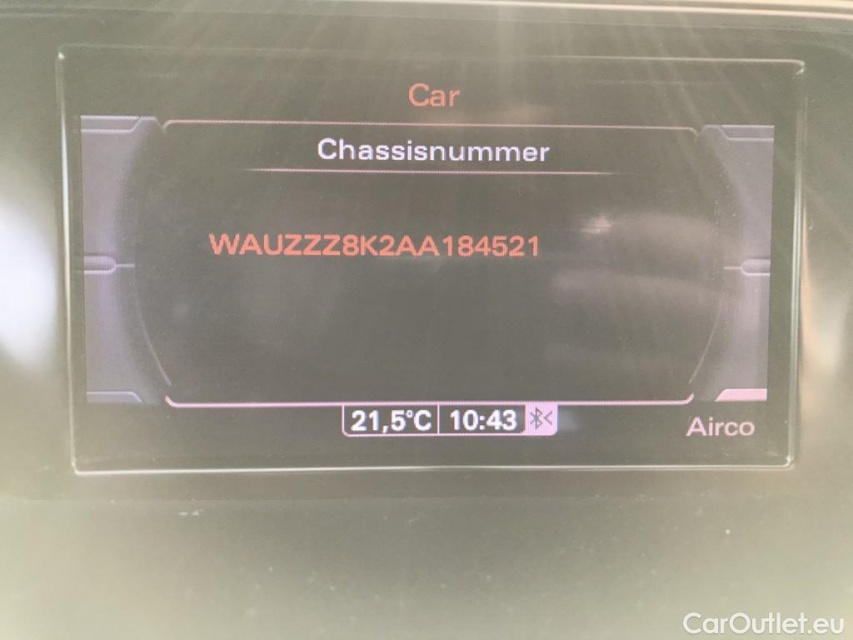 Car
Chassisnummer
WAUZZZ8K2AA184521
21,5°C 10:43
Airco
CarOutlet.eu